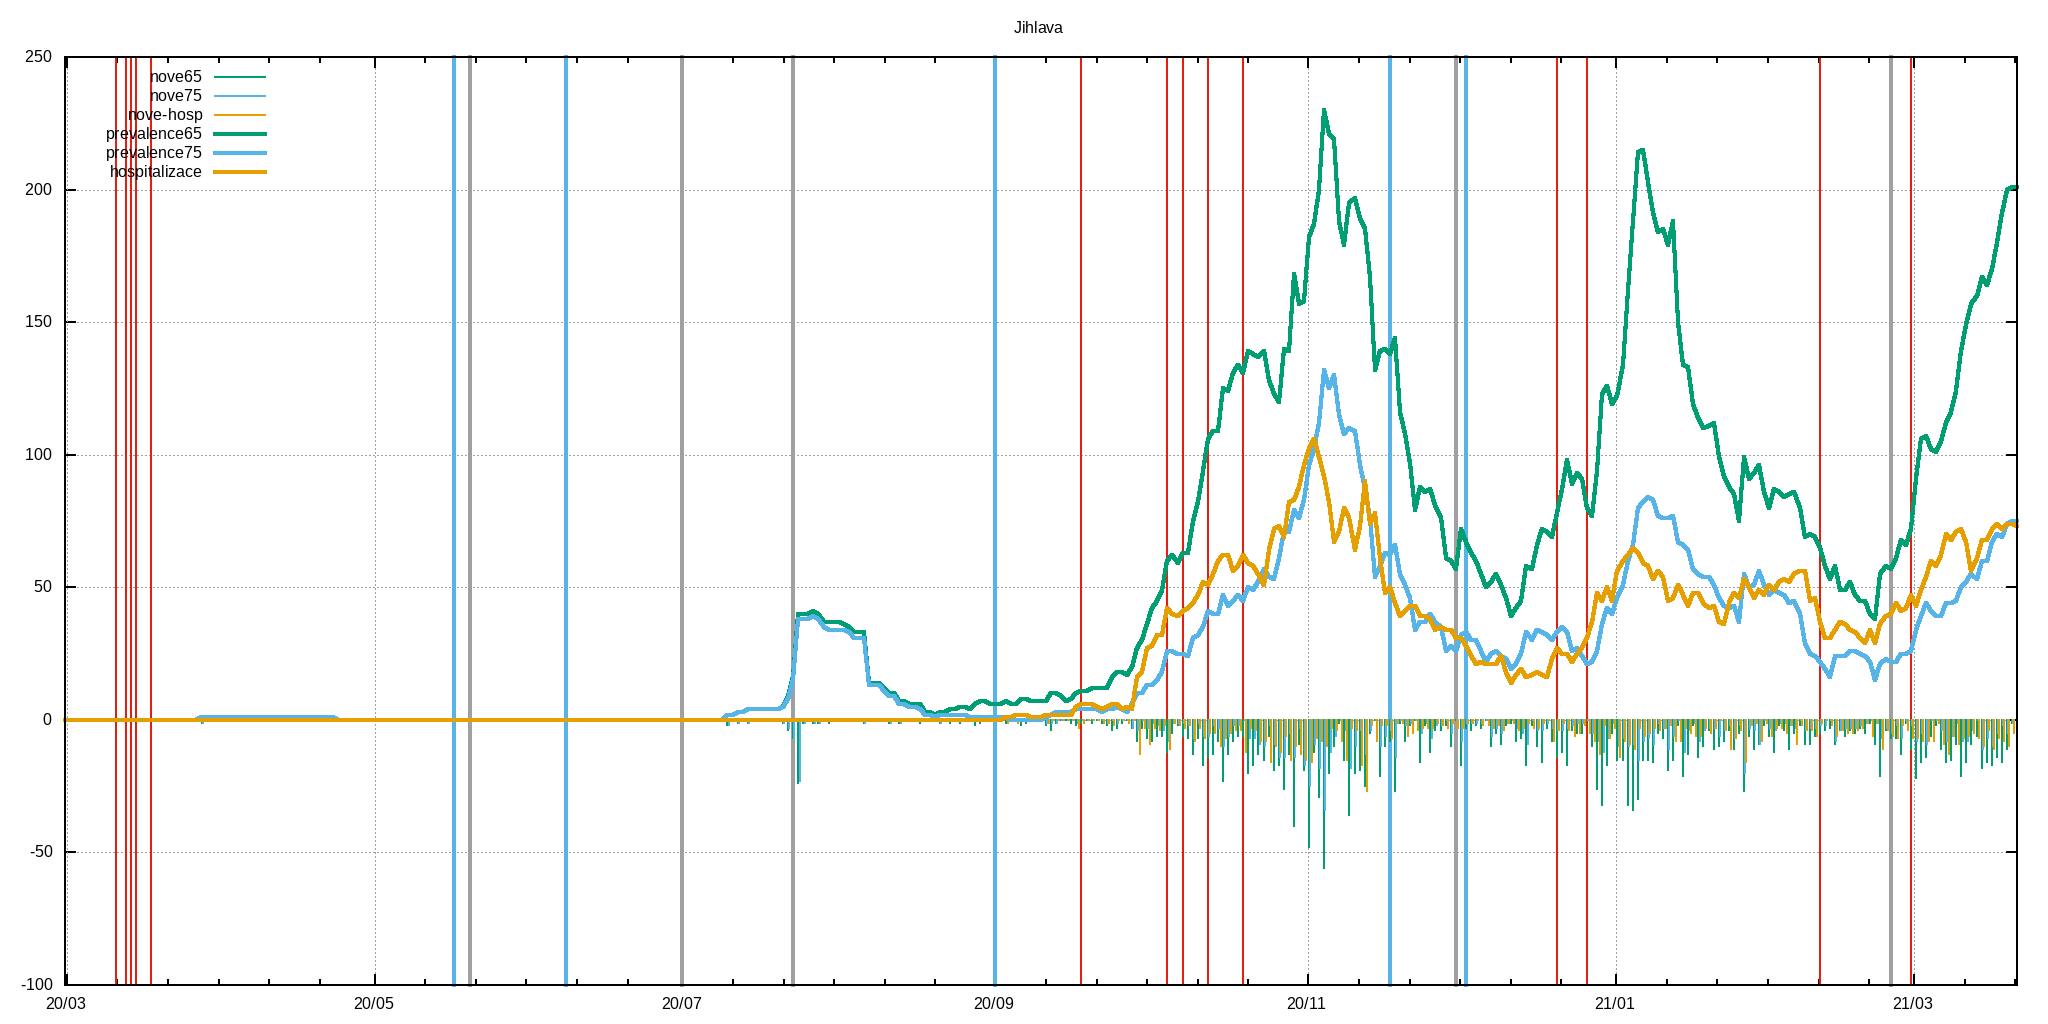 Jihlava
250
200
150
100
50
0
-50
-100
nove65
nove75
nove-hosp
prevalence65
prevalence75
hospitalizace
20/03 20/05 20/07 20/09 20/11 21/01 21/03